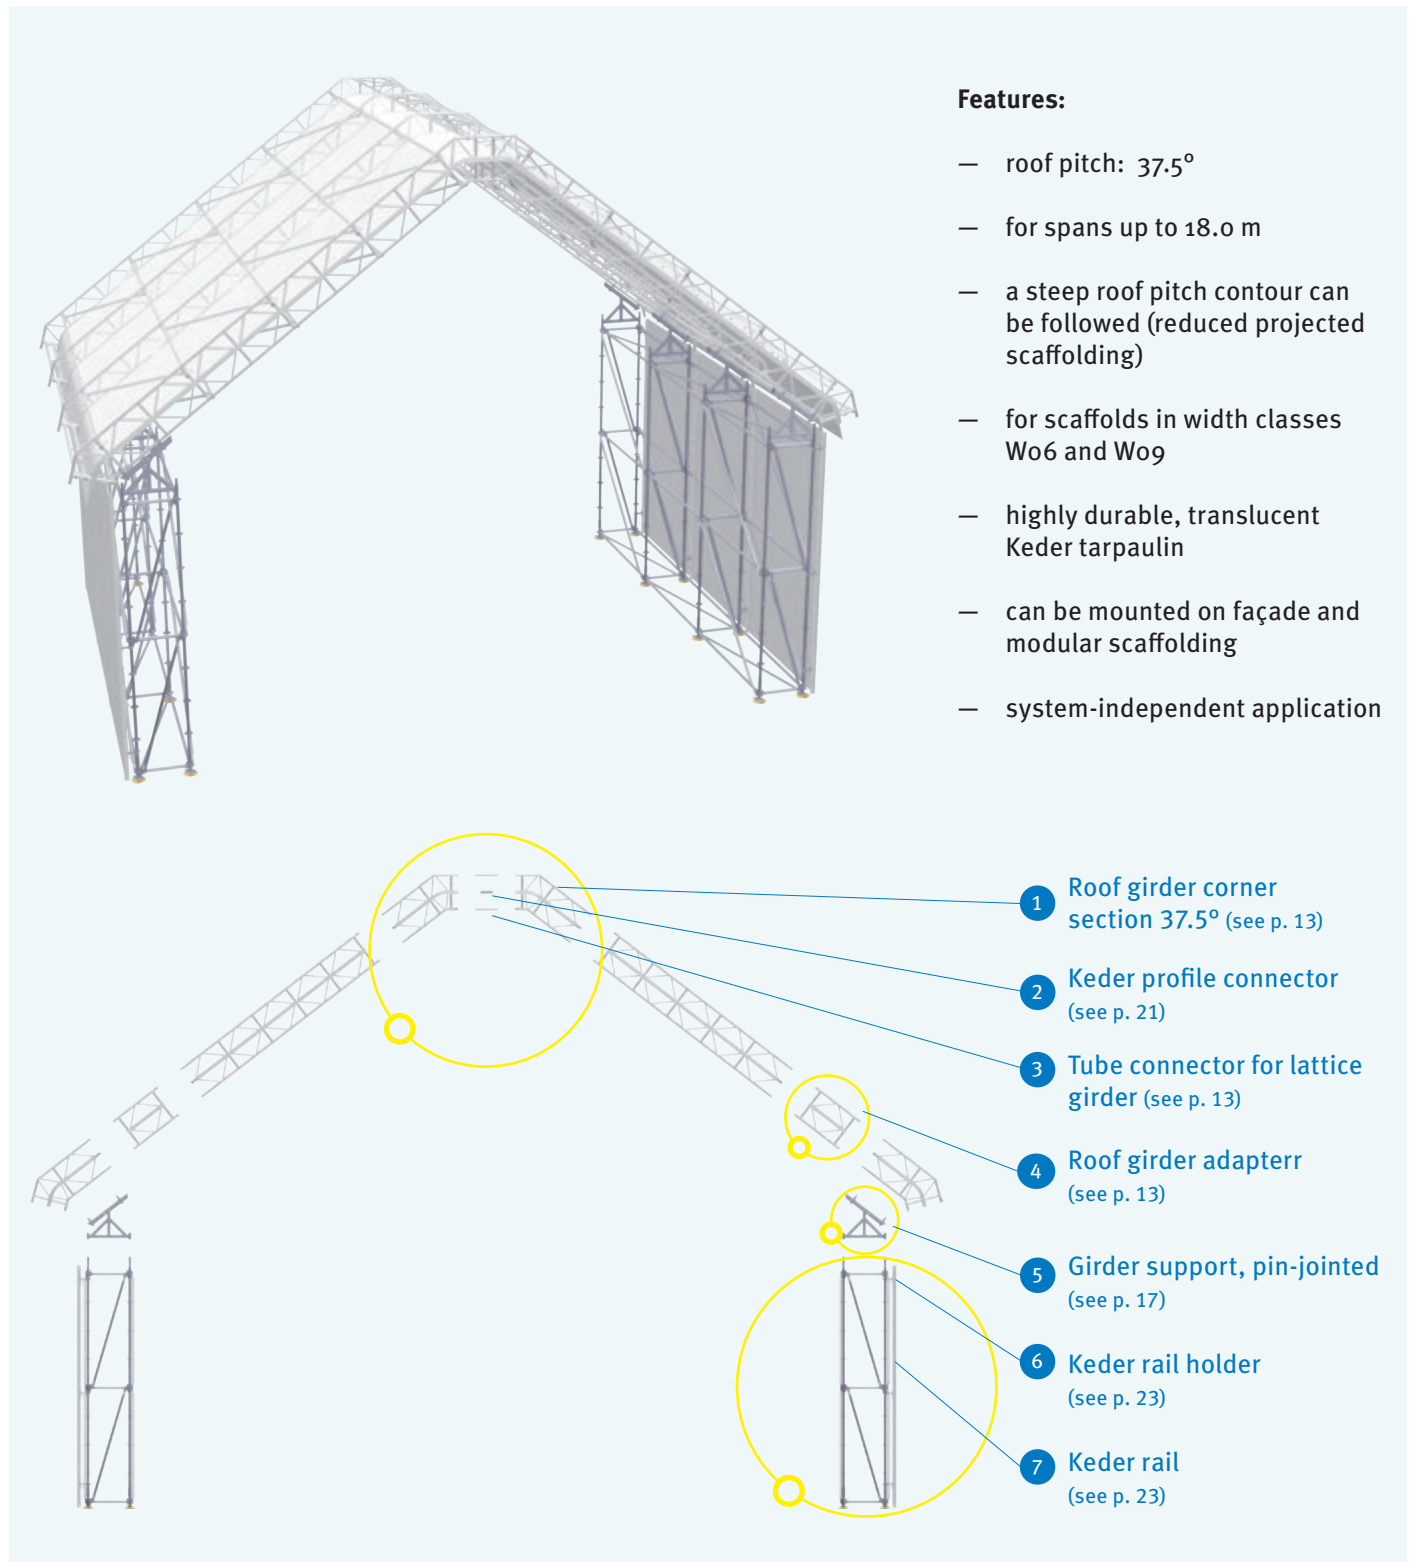 Features:
— roof pitch: 37.5°
— for spans up to 18.0 m
— a steep roof pitch contour can
be followed (reduced projected
scaffolding)
— for scaffolds in width classes
W06 and W09
— highly durable, translucent
Keder tarpaulin
— can be mounted on façade and
modular scaffolding
— system-independent application
1 Roof girder corner
section 37.5° (see p. 13)
2 Keder profile connector
(see p. 21)
3 Tube connector for lattice
girder (see p. 13)
4 Roof girder adapterr
(see p. 13)
5 Girder support, pin-jointed
(see p. 17)
6 Keder rail holder
(see p. 23)
7 Keder rail
(see p. 23)